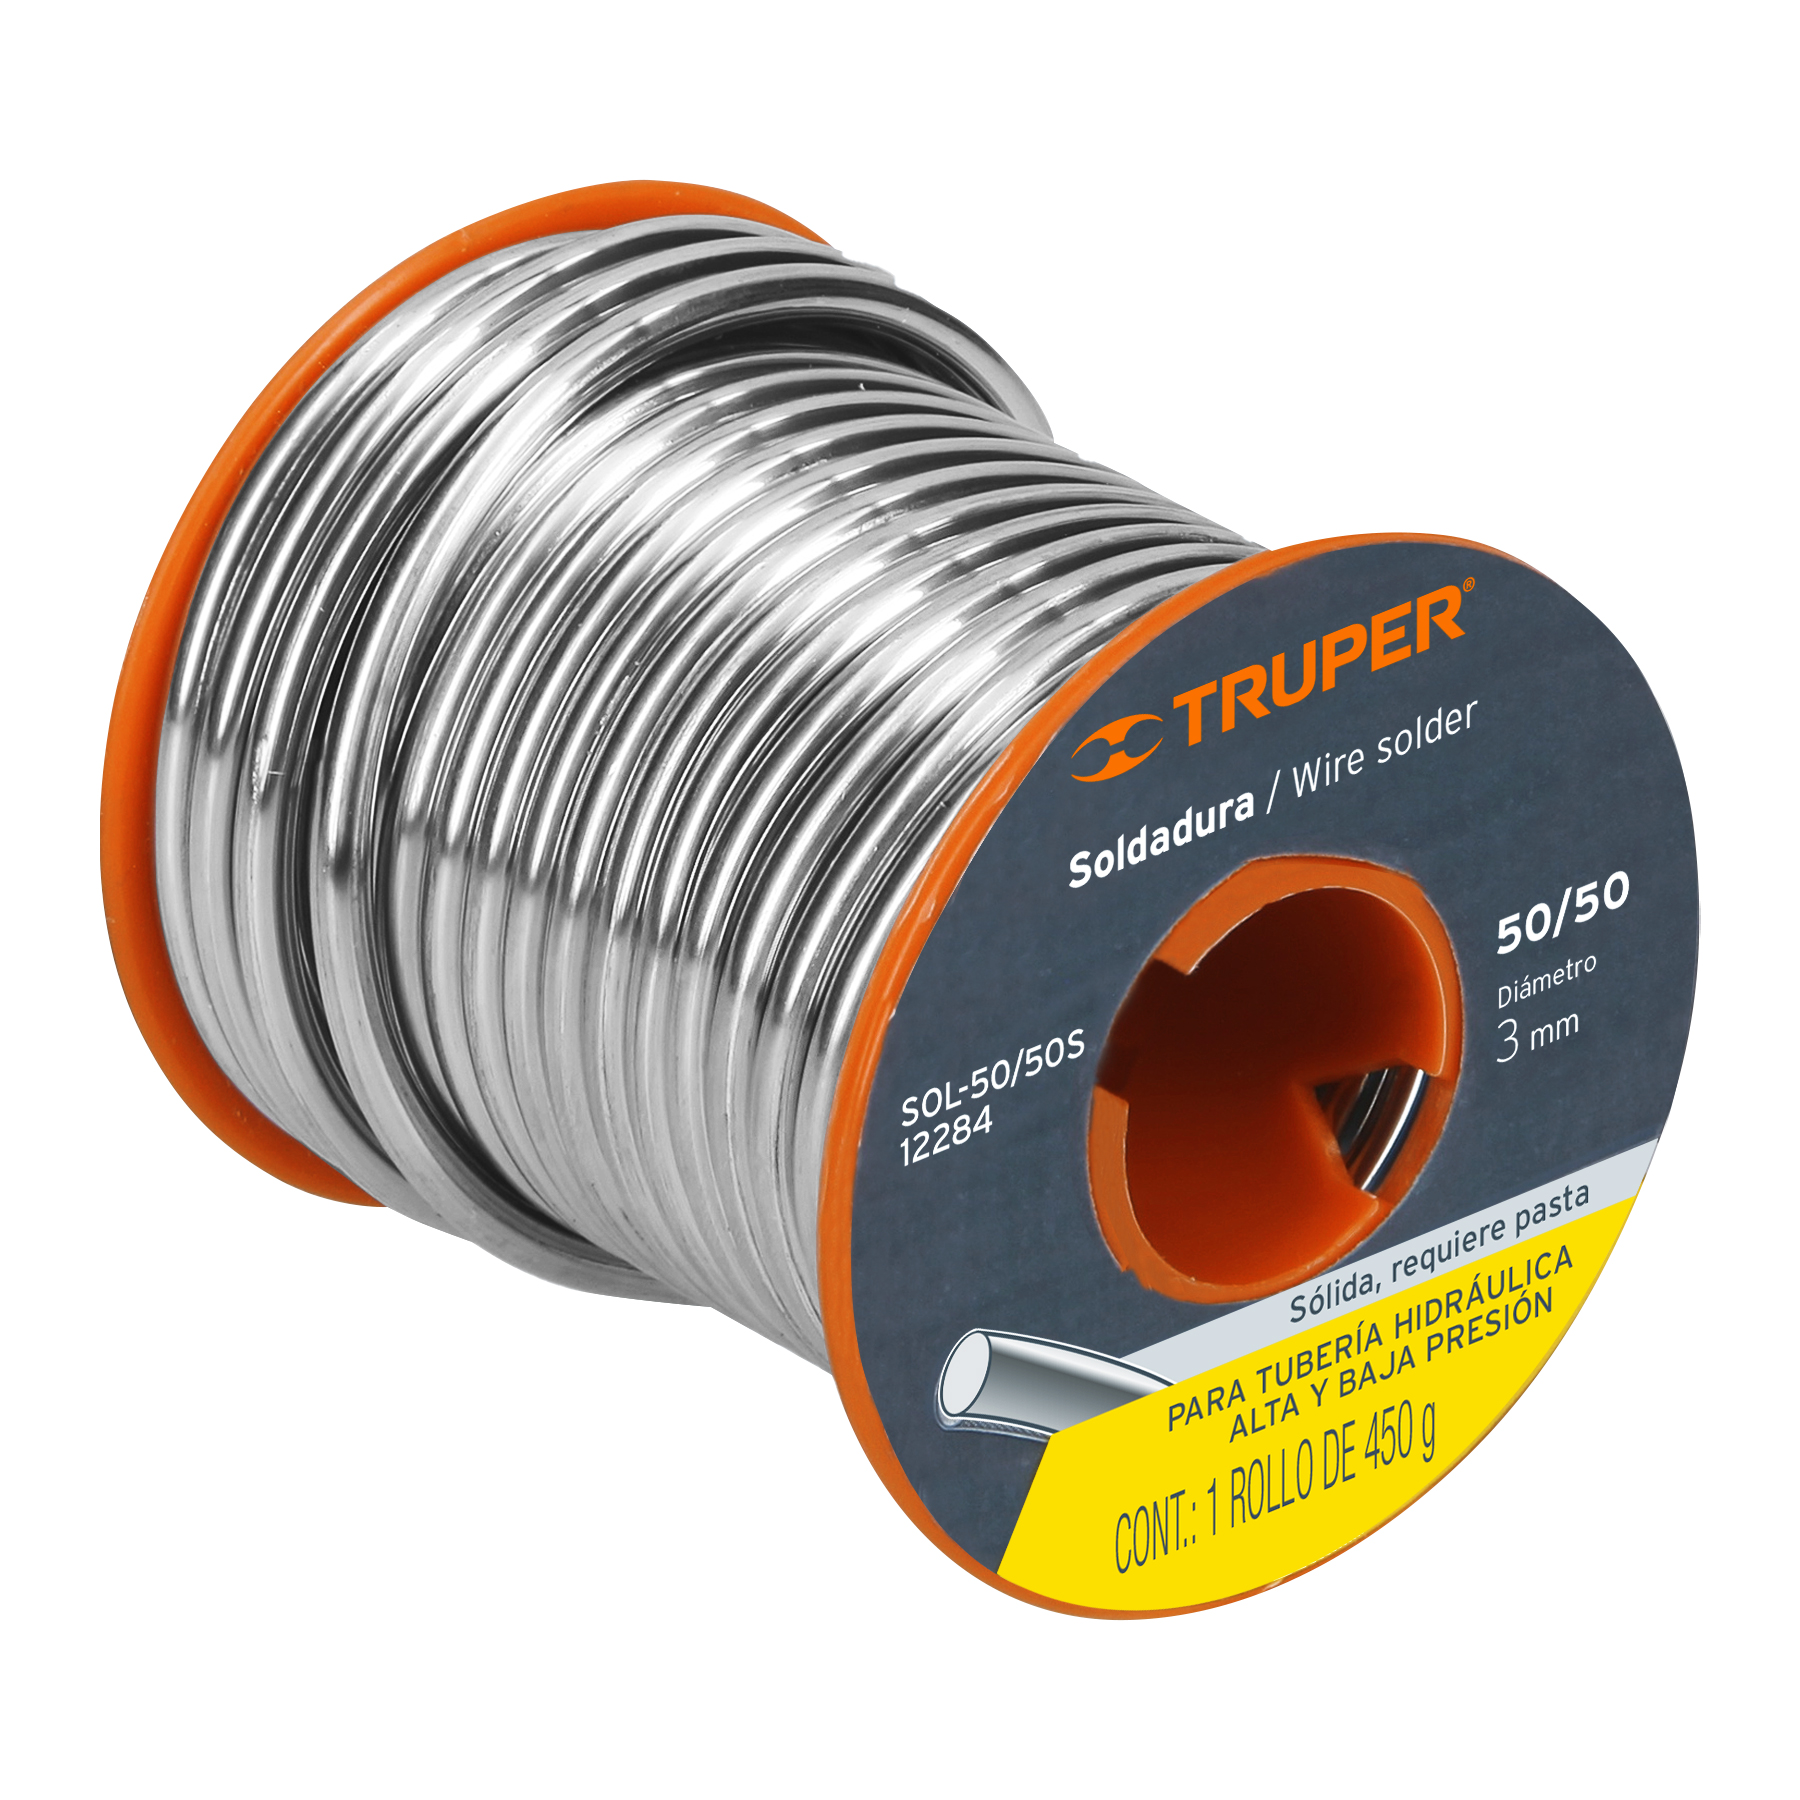 TRUPER®
Soldadura / Wire solder
50/50
Diámetro
3 mm
SOL-50/50S
12284
Sólida, requiere pasta
PARA TUBERÍA HIDRÁULICA
ALTA Y BAJA PRESIÓN
CONT.: 1 ROLLO DE 450 g